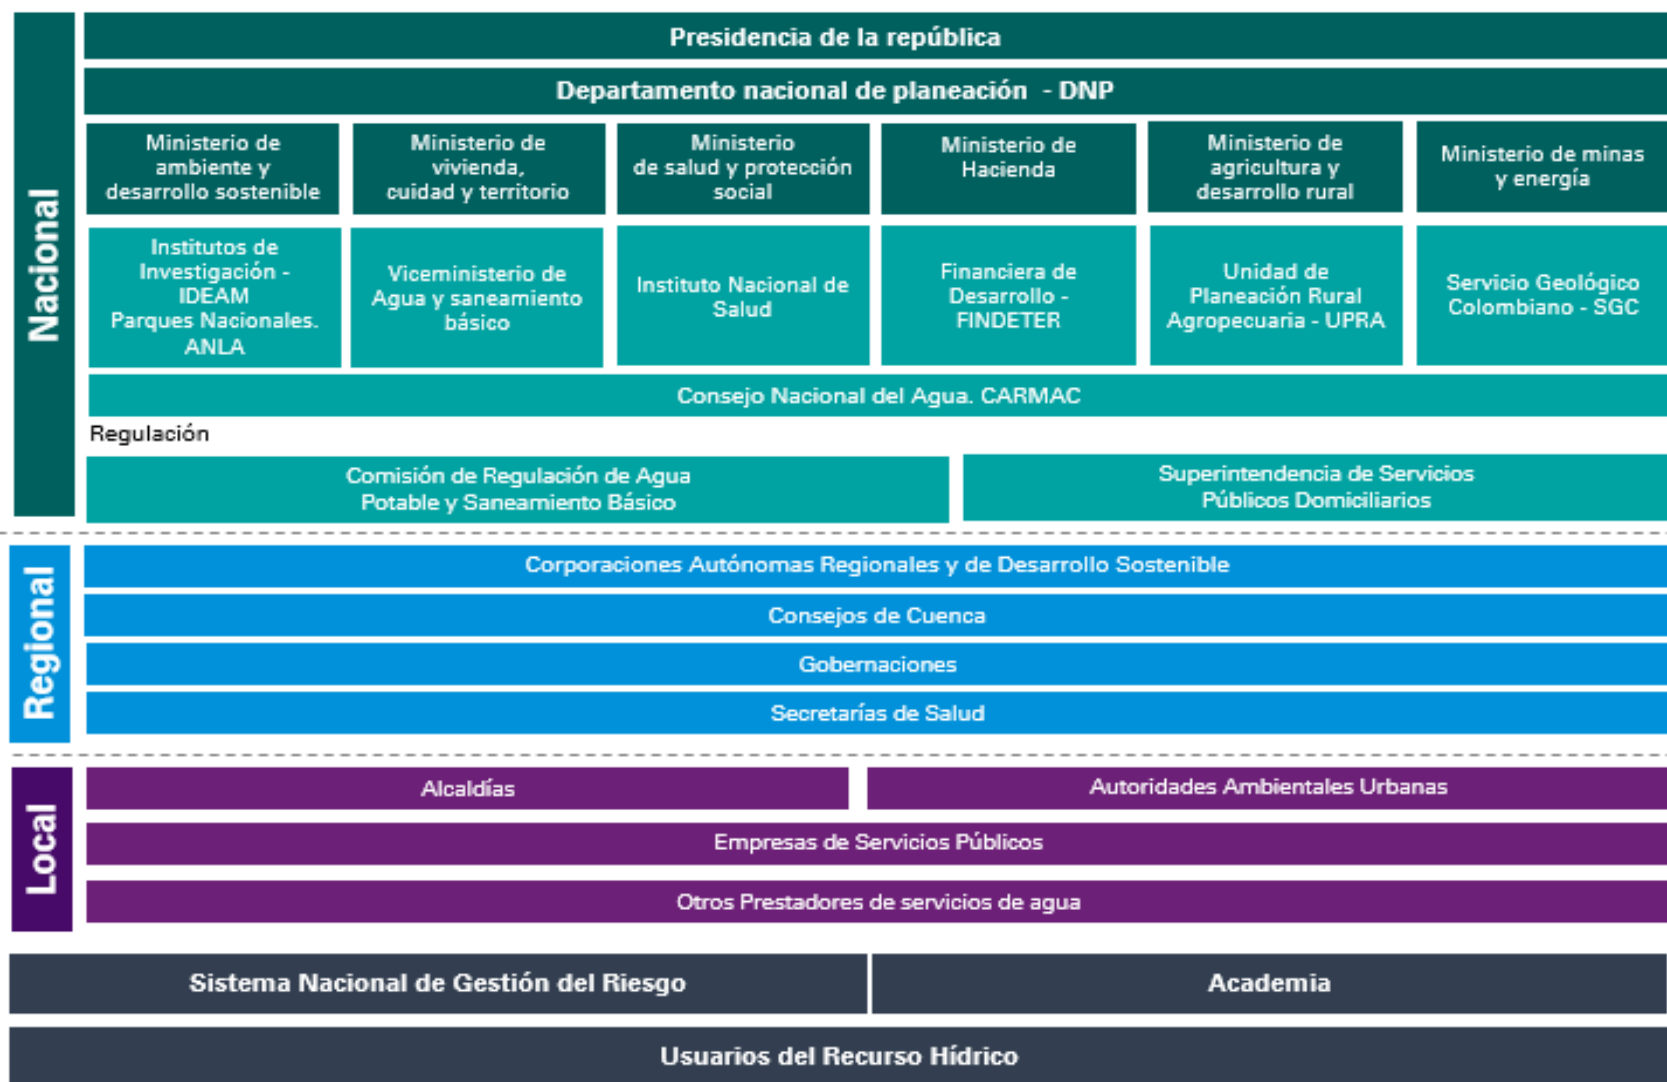 Nacional
Presidencia de la república
Departamento nacional de planeación - DNP
Ministerio de
ambiente y
desarrollo sostenible
Ministerio de
vivienda,
cuidad y territorio
Ministerio
de salud y protección
social
Ministerio de
Hacienda
Ministerio de
agricultura y
desarrollo rural
Ministerio de minas
y energía
Institutos de
Investigación -
IDEAM
Parques Nacionales.
ANLA
Viceministerio de
Agua y saneamiento
básico
Instituto Nacional de
Salud
Financiera de
Desarrollo -
FINDETER
Unidad de
Planeación Rural
Agropecuaria - UPRA
Servicio Geológico
Colombiano - SGC
Consejo Nacional del Agua. CARMAC
Regulación
Comisión de Regulación de Agua
Potable y Saneamiento Básico
Superintendencia de Servicios
Públicos Domiciliarios
Regional
Corporaciones Autónomas Regionales y de Desarrollo Sostenible
Consejos de Cuenca
Gobernaciones
Secretarías de Salud
Local
Alcaldías
Autoridades Ambientales Urbanas
Empresas de Servicios Públicos
Otros Prestadores de servicios de agua
Sistema Nacional de Gestión del Riesgo
Academia
Usuarios del Recurso Hídrico